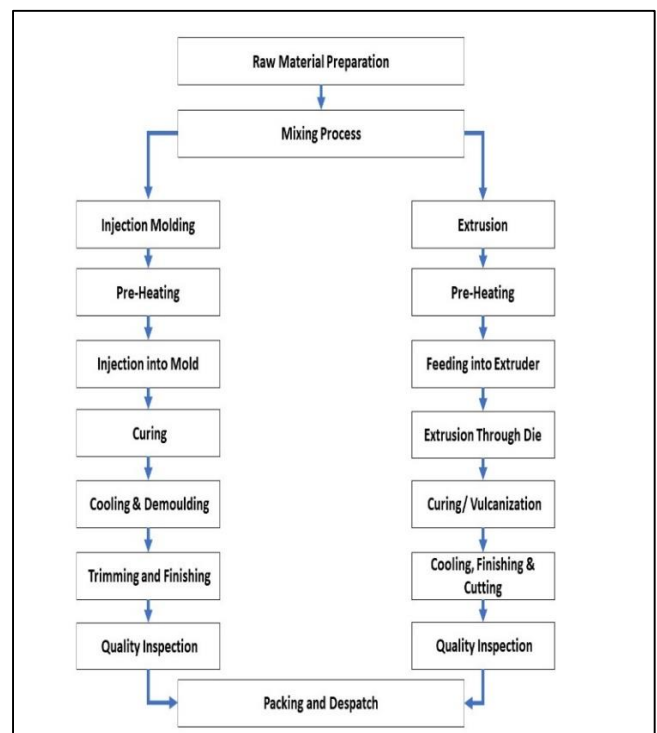 Raw Material Preparation
Mixing Process
Injection Molding
Pre-Heating
Injection into Mold
Curing
Cooling & Demoulding
Trimming and Finishing
Quality Inspection
Extrusion
Pre-Heating
Feeding into Extruder
Extrusion Through Die
Curing/ Vulcanization
Cooling, Finishing &
Cutting
Quality Inspection
Packing and Despatch